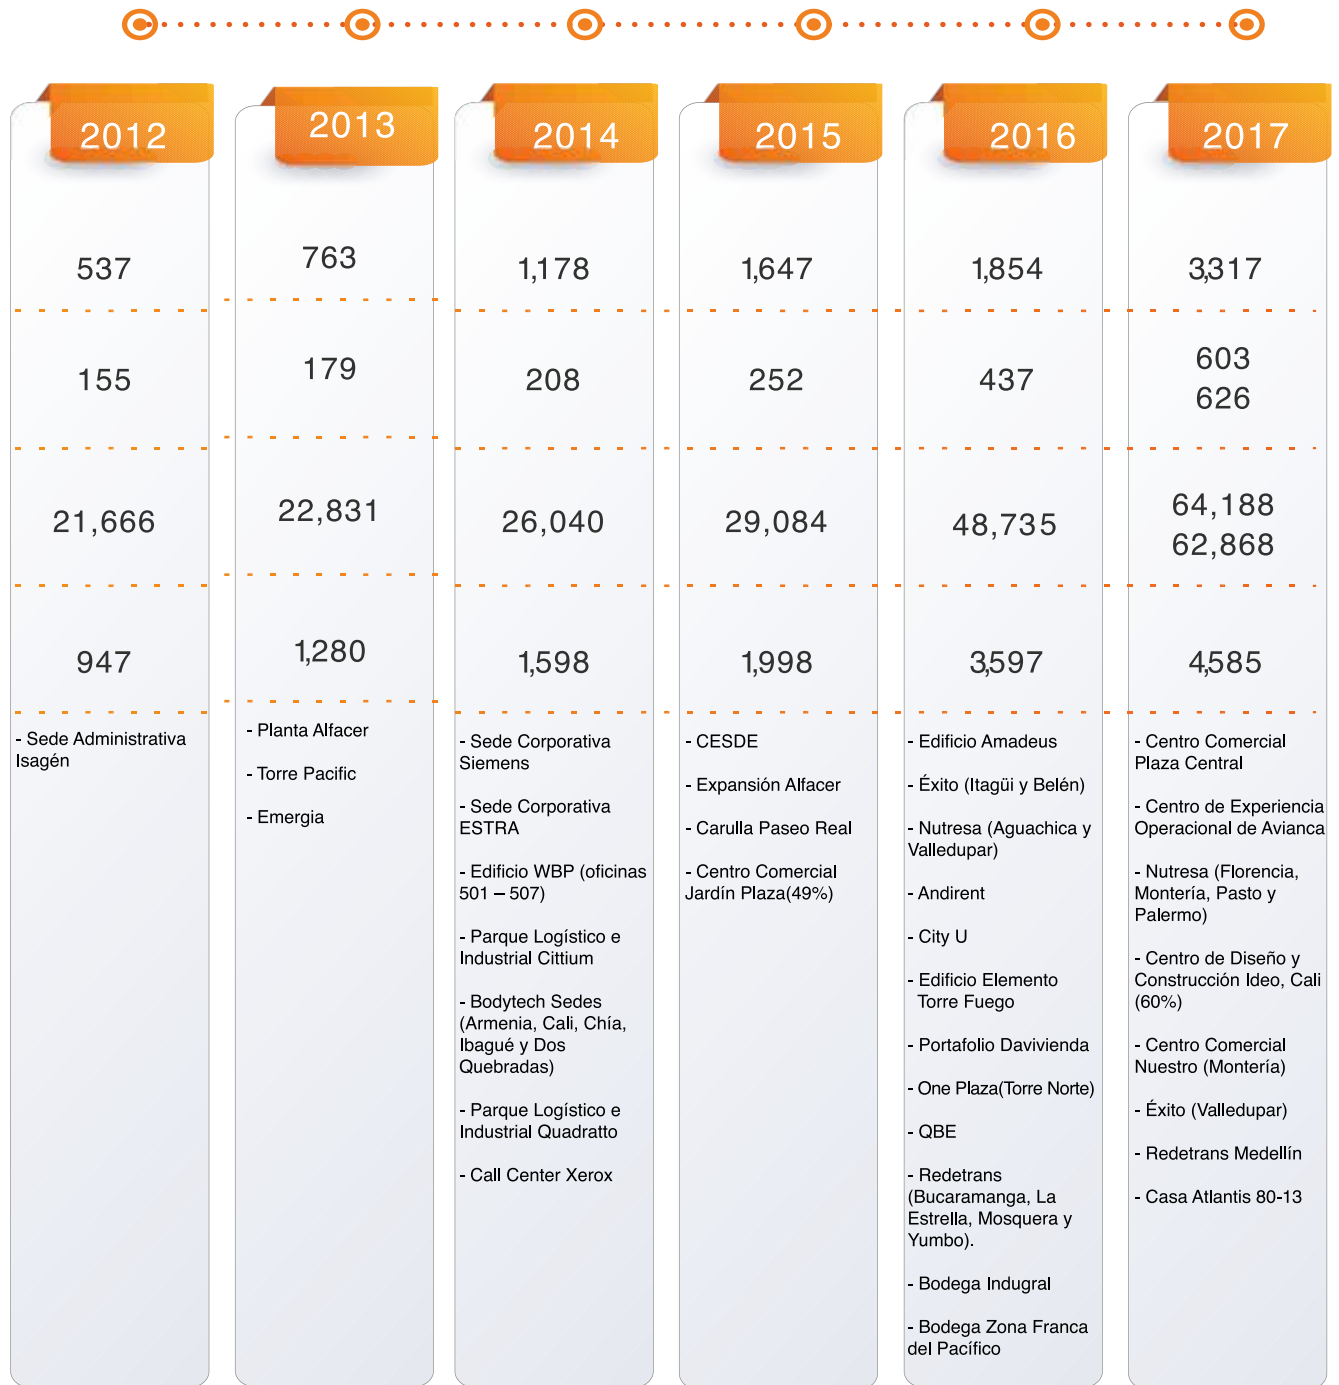 2012
537
155
21,666
947
- Sede Administrativa
Isagén
2013
763
179
22,831
1,280
- Planta Alfacer
- Torre Pacific
- Emergia
2014
1,178
208
26,040
1,598
- Sede Corporativa
Siemens
- Sede Corporativa
ESTRA
- Edificio WBP (oficinas
501 – 507)
- Parque Logístico e
Industrial Cittium
- Bodytech Sedes
(Armenia, Cali, Chía,
Ibagué y Dos
Quebradas)
- Parque Logístico e
Industrial Quadratto
- Call Center Xerox
2015
1,647
252
29,084
1,998
- CESDE
- Expansión Alfacer
- Carulla Paseo Real
- Centro Comercial
Jardín Plaza(49%)
2016
1,854
437
48,735
3,597
- Edificio Amadeus
- Éxito (Itagüi y Belén)
- Nutresa (Aguachica y
Valledupar)
- Andirent
- City U
- Edificio Elemento
Torre Fuego
- Portafolio Davivienda
- One Plaza(Torre Norte)
- QBE
- Redetrans
(Bucaramanga, La
Estrella, Mosquera y
Yumbo).
- Bodega Indugral
- Bodega Zona Franca
del Pacífico
2017
3,317
603
626
64,188
62,868
4,585
- Centro Comercial
Plaza Central
- Centro de Experiencia
Operacional de Avianca
- Nutresa (Florencia,
Montería, Pasto y
Palermo)
- Centro de Diseño y
Construcción Ideo, Cali
(60%)
- Centro Comercial
Nuestro (Montería)
- Éxito (Valledupar)
- Redetrans Medellín
- Casa Atlantis 80-13